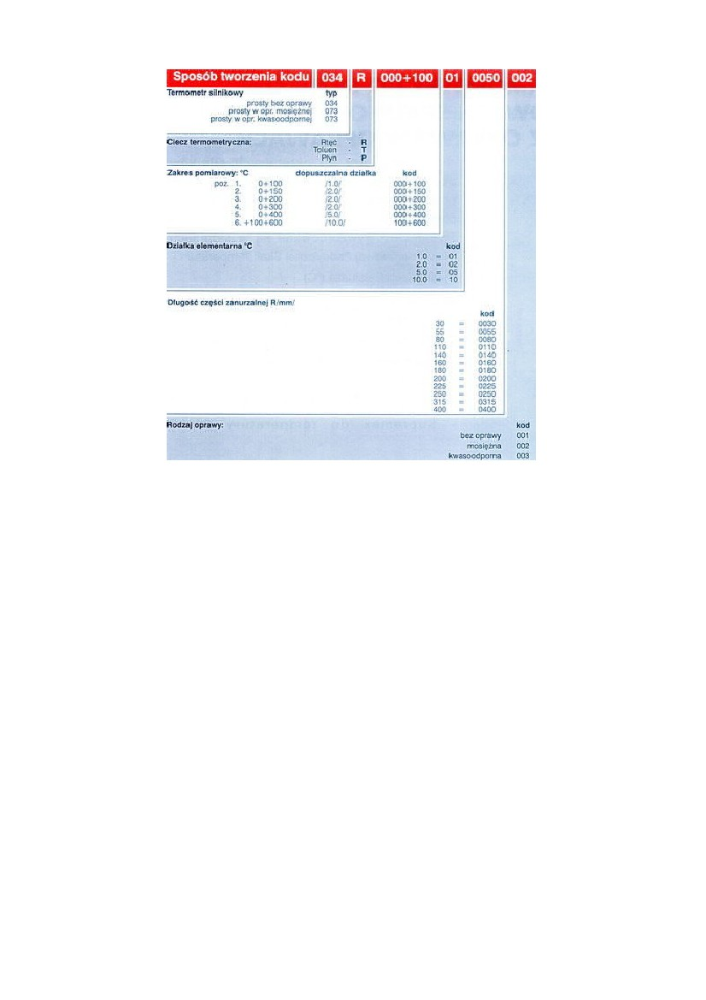 Sposób tworzenia kodu 034 R 000+100 01 0050 002
Termometr silnikowy typ
prosty bez oprawy 034
prosty w opr. mosiężnej 073
prosty w opr. kwasoodpornej 073
Ciecz termometryczna: Rtęć - R
Toluen - T
Płyn - P
Zakres pomiarowy: °C dopuszczalna działka kod
poz. 1. 0+100 /1.0/ 000+100
2. 0+150 /2.0/ 000+150
3. 0+200 /2.0/ 000+200
4. 0+300 /2.0/ 000+300
5. 0+400 /5.0/ 000+400
6. +100+600 /10.0/ 100+600
Działka elementarna °C kod
1.0 = 01
2.0 = 02
5.0 = 05
10.0 = 10
Długość części zanurzalnej R /mm/
kod
30 = 0030
55 = 0055
80 = 0080
110 = 0110
140 = 0140
160 = 0160
180 = 0180
200 = 0200
225 = 0225
250 = 0250
315 = 0315
400 = 0400
Rodzaj oprawy: kod
bez oprawy 001
mosiężna 002
kwasoodporna 003